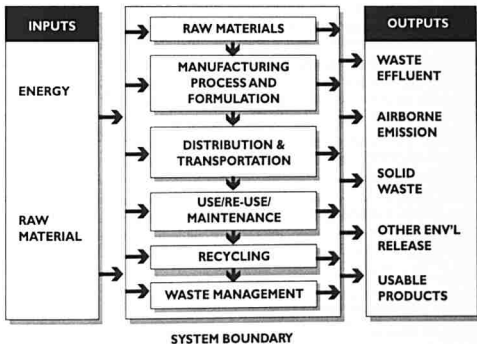 INPUTS
ENERGY
RAW
MATERIAL
RAW MATERIALS
MANUFACTURING
PROCESS AND
FORMULATION
DISTRIBUTION &
TRANSPORTATION
USE/RE-USE/
MAINTENANCE
RECYCLING
WASTE MANAGEMENT
SYSTEM BOUNDARY
OUTPUTS
WASTE
EFFLUENT
AIRBORNE
EMISSION
SOLID
WASTE
OTHER ENV'L
RELEASE
USABLE
PRODUCTS